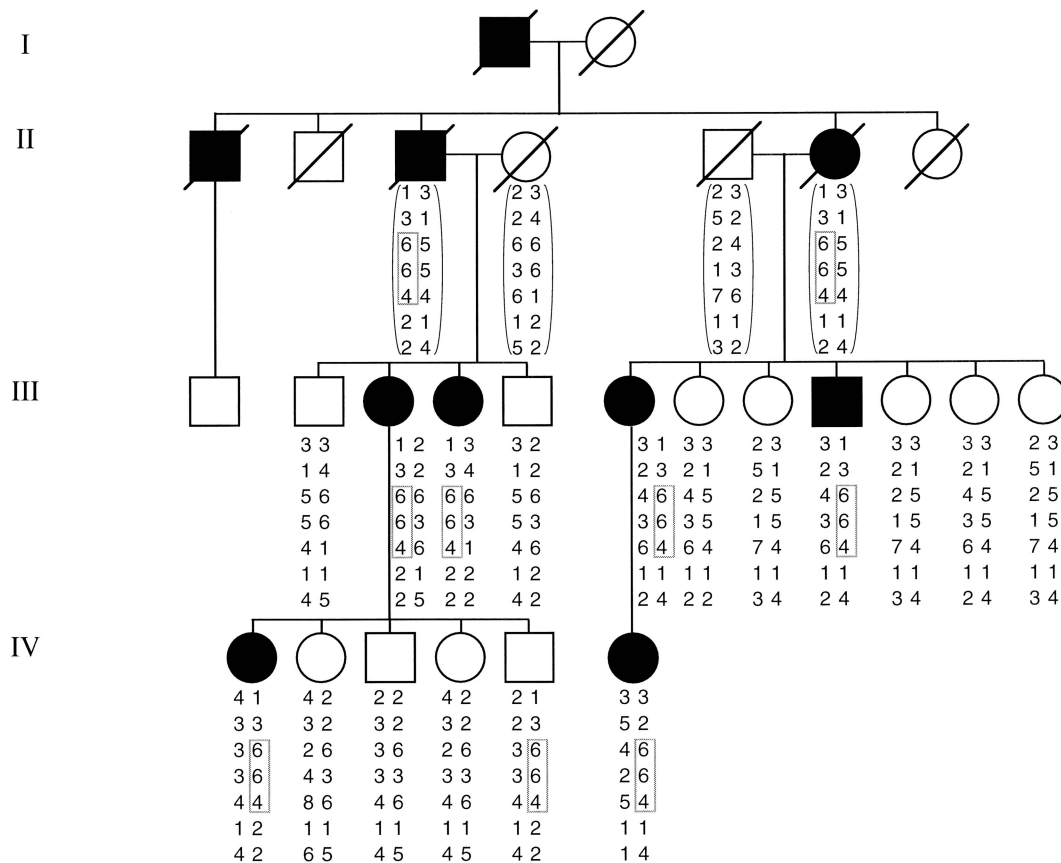 I
II
1 3 2 3 2 3 1 3
3 1 2 4 5 2 3 1
6 5 6 6 2 4 6 5
6 5 3 6 1 3 6 5
4 4 6 1 7 6 4 4
2 1 1 2 1 1 1 1
2 4 5 2 3 2 2 4
III
3 3 1 2 1 3 3 2 3 1 3 3 2 3 3 1 3 3 3 3 2 3
1 4 3 2 3 4 1 2 2 3 2 1 5 1 2 3 2 1 2 1 5 1
5 6 6 6 6 6 5 6 4 6 4 5 2 5 4 6 2 5 4 5 2 5
5 6 6 3 6 3 5 3 3 6 3 5 1 5 3 6 1 5 3 5 1 5
4 1 4 6 4 1 4 6 6 4 6 4 7 4 6 4 7 4 6 4 7 4
1 1 2 1 2 2 1 2 1 1 1 1 1 1 1 1 1 1 1 1 1 1
4 5 2 5 2 2 4 2 2 4 2 2 3 4 2 4 3 4 2 4 3 4
IV
4 1 4 2 2 2 4 2 2 1 3 3
3 3 3 2 3 2 3 2 2 3 5 2
3 6 2 6 3 6 2 6 3 6 4 6
3 6 4 3 3 3 3 3 3 6 2 6
4 4 8 6 4 6 4 6 4 4 5 4
1 2 1 1 1 1 1 1 1 2 1 1
4 2 6 5 4 5 4 5 4 2 1 4